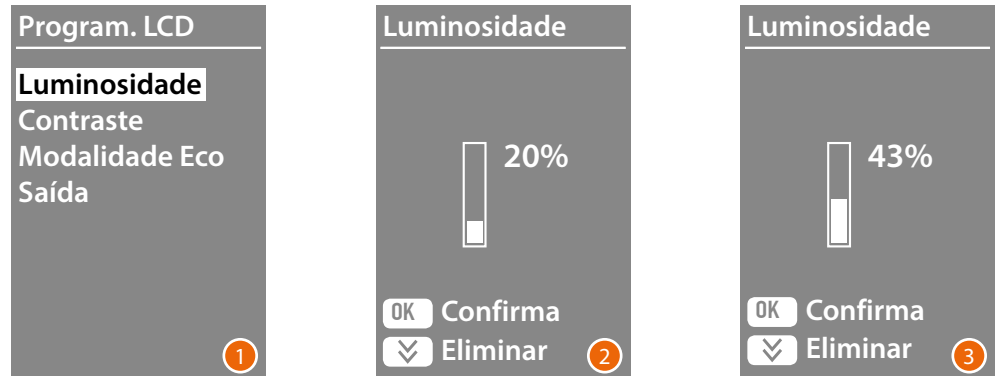 Program. LCD
Luminosidade
Contraste
Modalidade Eco
Saída
1
Luminosidade
20%
OK Confirma
Eliminar
2
Luminosidade
43%
OK Confirma
Eliminar
3